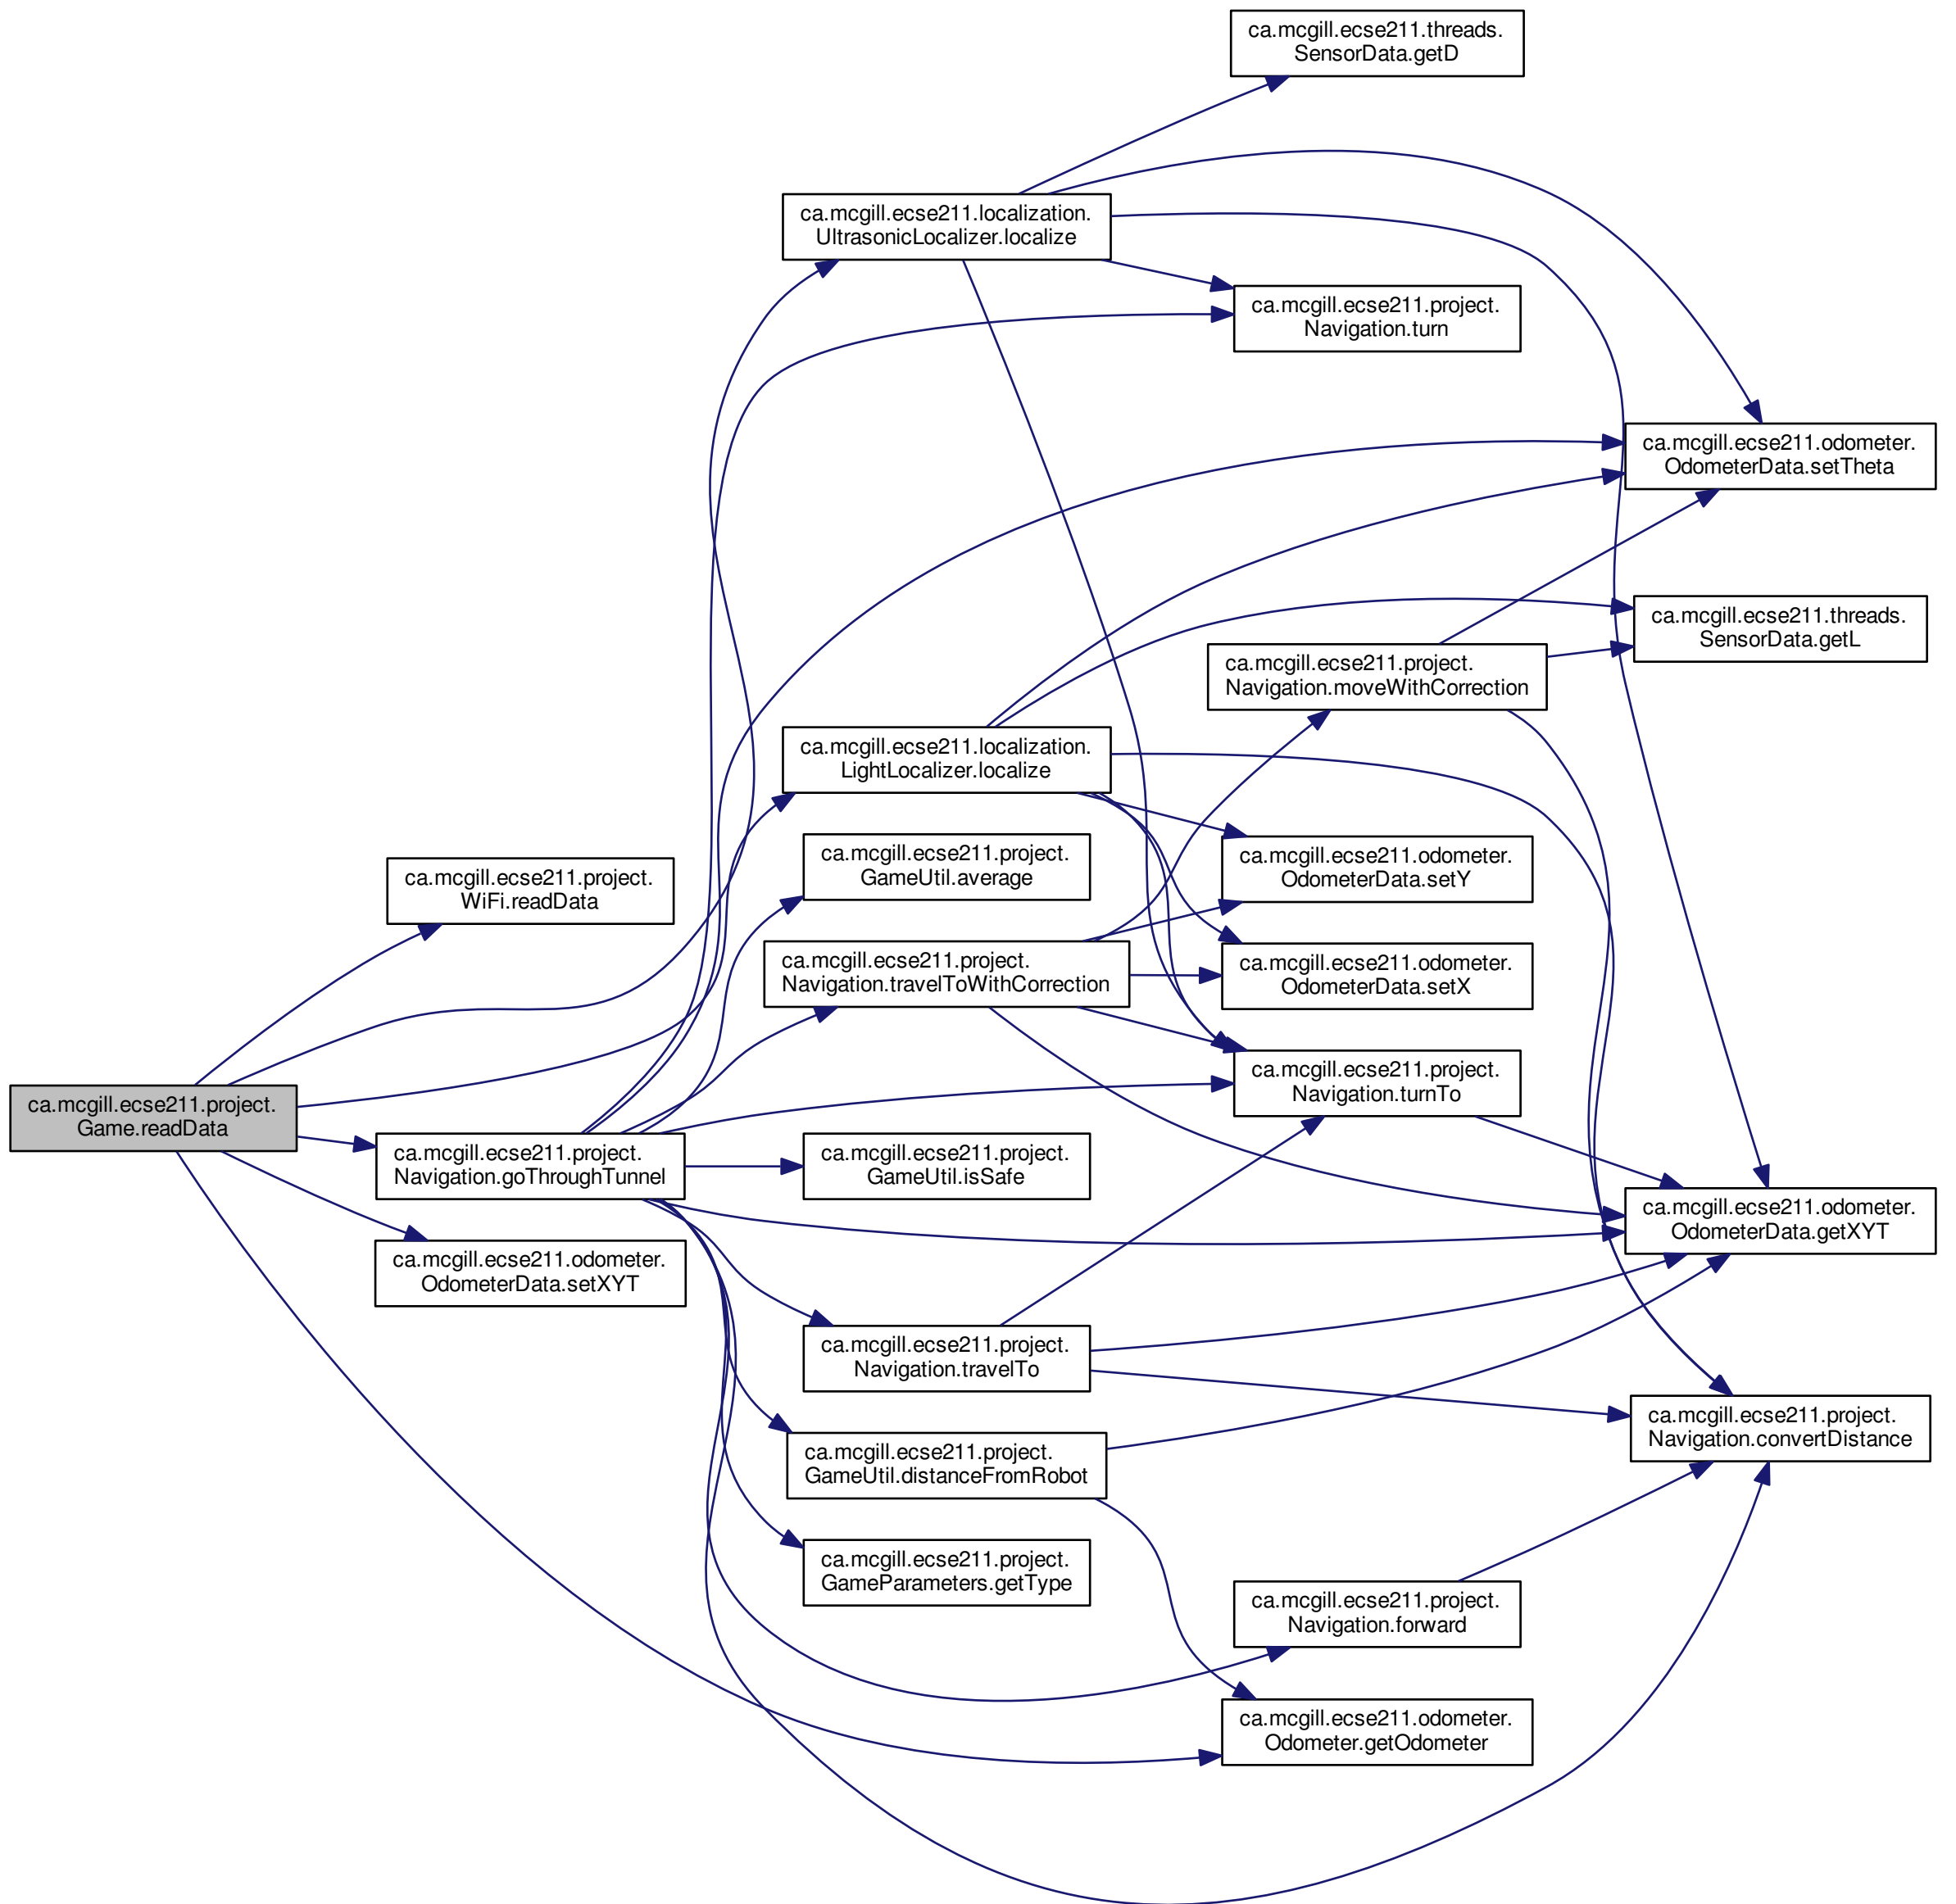 ca.mcgill.ecse211.threads.
SensorData.getD
ca.mcgill.ecse211.localization.
UltrasonicLocalizer.localize
ca.mcgill.ecse211.project.
Navigation.turn
ca.mcgill.ecse211.odometer.
OdometerData.setTheta
ca.mcgill.ecse211.threads.
SensorData.getL
ca.mcgill.ecse211.project.
Navigation.moveWithCorrection
ca.mcgill.ecse211.localization.
LightLocalizer.localize
ca.mcgill.ecse211.project.
GameUtil.average
ca.mcgill.ecse211.odometer.
OdometerData.setY
ca.mcgill.ecse211.project.
WiFi.readData
ca.mcgill.ecse211.project.
Navigation.travelToWithCorrection
ca.mcgill.ecse211.odometer.
OdometerData.setX
ca.mcgill.ecse211.project.
Navigation.turnTo
ca.mcgill.ecse211.project.
Game.readData
ca.mcgill.ecse211.project.
Navigation.goThroughTunnel
ca.mcgill.ecse211.project.
GameUtil.isSafe
ca.mcgill.ecse211.odometer.
OdometerData.getXYT
ca.mcgill.ecse211.odometer.
OdometerData.setXYT
ca.mcgill.ecse211.project.
Navigation.travelTo
ca.mcgill.ecse211.project.
Navigation.convertDistance
ca.mcgill.ecse211.project.
GameUtil.distanceFromRobot
ca.mcgill.ecse211.project.
GameParameters.getType
ca.mcgill.ecse211.project.
Navigation.forward
ca.mcgill.ecse211.odometer.
Odometer.getOdometer